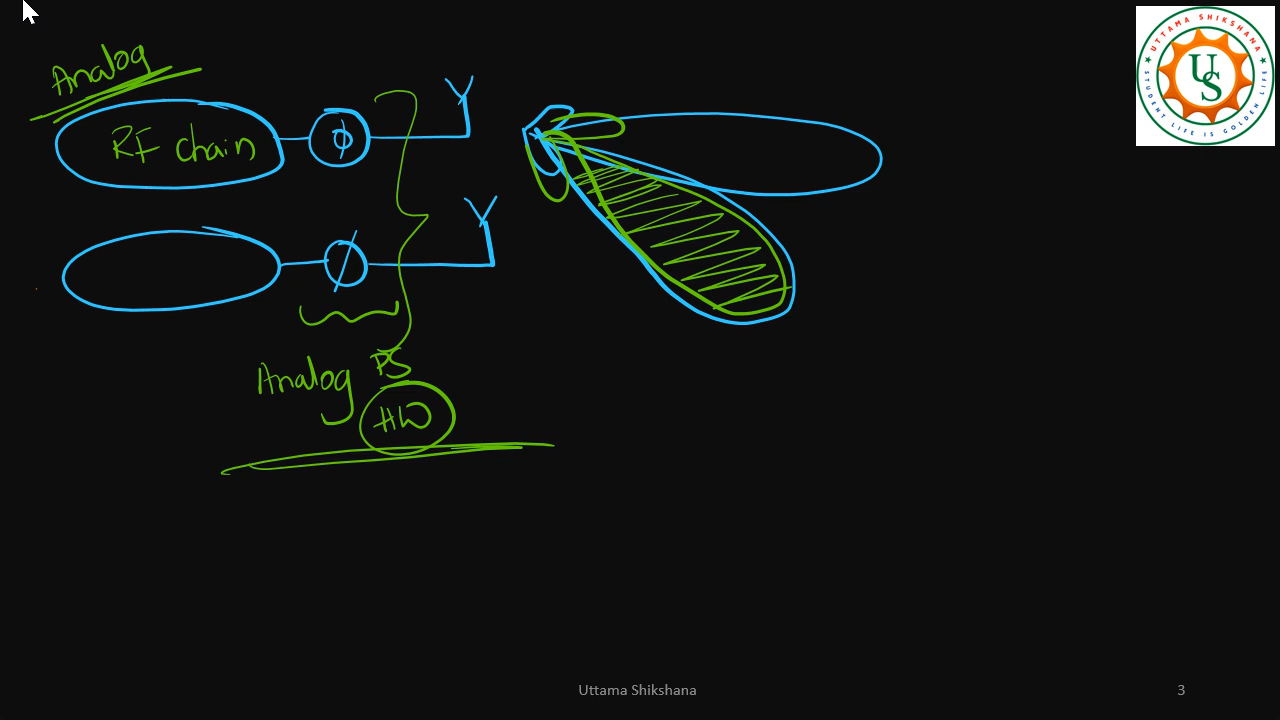 Analog
RF chain
Φ
Φ
Analog PS
HW
UTTAMA SHIKSHANA
US
STUDENT LIFE IS GOLDEN LIFE
Uttama Shikshana
3